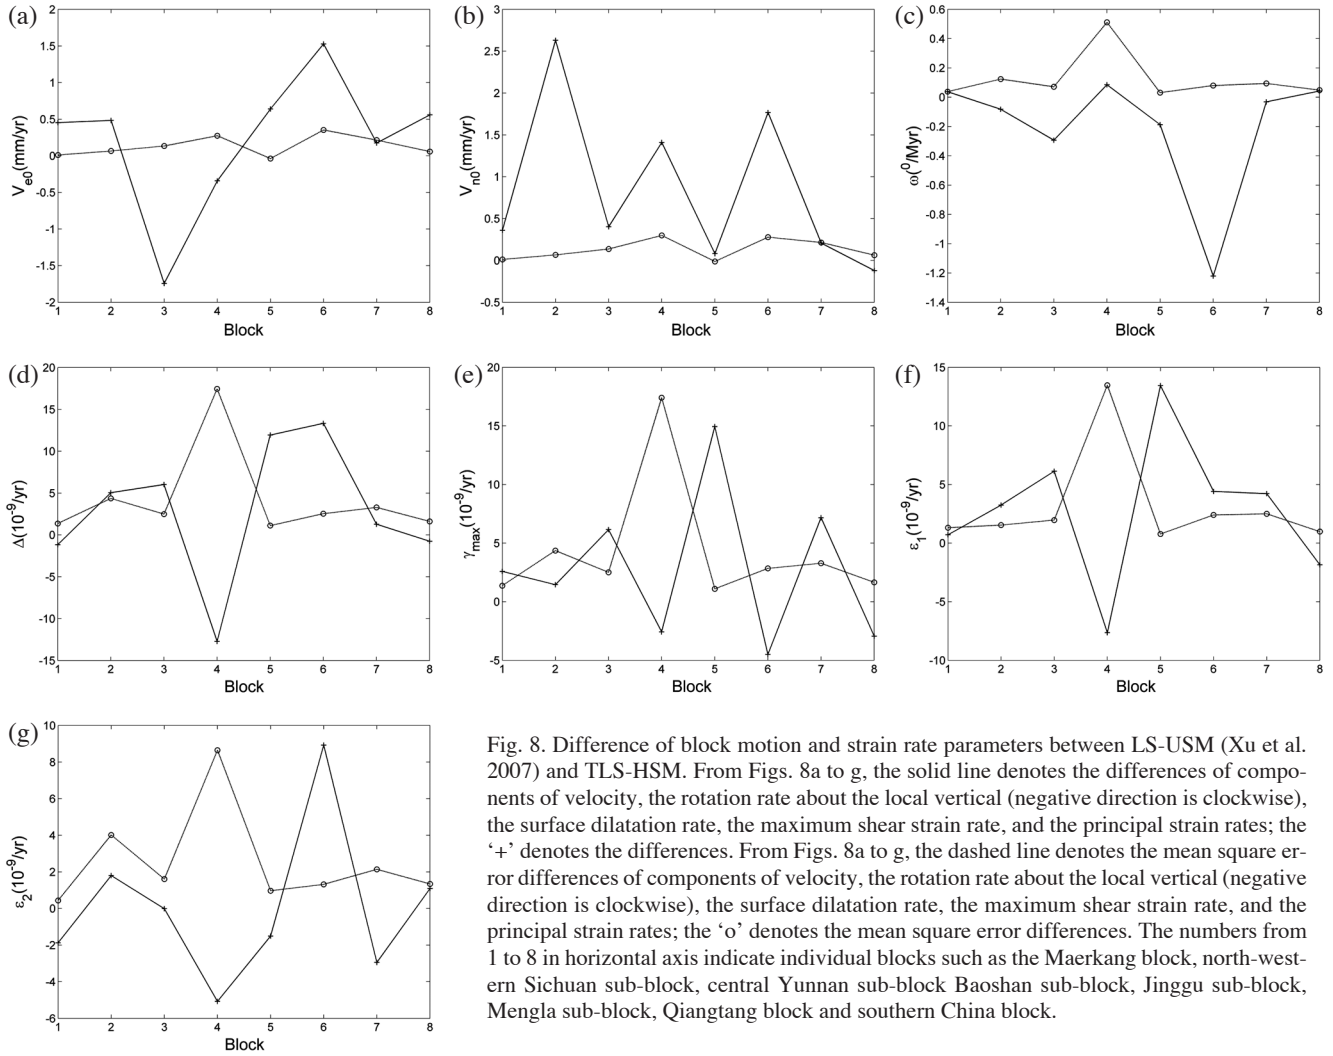 (a)
2
1.5
1
0.5
0
-0.5
-1
-1.5
-2
V_e0(mm/yr)
1 2 3 4 5 6 7 8
Block
(b)
3
2.5
2
1.5
1
0.5
0
-0.5
V_n0(mm/yr)
1 2 3 4 5 6 7 8
Block
(c)
0.6
0.4
0.2
0
-0.2
-0.4
-0.6
-0.8
-1
-1.2
-1.4
ω(⁰/Myr)
1 2 3 4 5 6 7 8
Block
(d)
20
15
10
5
0
-5
-10
-15
Δ(10⁻⁹/yr)
1 2 3 4 5 6 7 8
Block
(e)
20
15
10
5
0
-5
γ_max(10⁻⁹/yr)
1 2 3 4 5 6 7 8
Block
(f)
15
10
5
0
-5
-10
ε₁(10⁻⁹/yr)
1 2 3 4 5 6 7 8
Block
(g)
10
8
6
4
2
0
-2
-4
-6
ε₂(10⁻⁹/yr)
1 2 3 4 5 6 7 8
Block
Fig. 8. Difference of block motion and strain rate parameters between LS-USM (Xu et al.
2007) and TLS-HSM. From Figs. 8a to g, the solid line denotes the differences of compo-
nents of velocity, the rotation rate about the local vertical (negative direction is clockwise),
the surface dilatation rate, the maximum shear strain rate, and the principal strain rates; the
‘+’ denotes the differences. From Figs. 8a to g, the dashed line denotes the mean square er-
ror differences of components of velocity, the rotation rate about the local vertical (negative
direction is clockwise), the surface dilatation rate, the maximum shear strain rate, and the
principal strain rates; the ‘o’ denotes the mean square error differences. The numbers from
1 to 8 in horizontal axis indicate individual blocks such as the Maerkang block, north-west-
ern Sichuan sub-block, central Yunnan sub-block Baoshan sub-block, Jinggu sub-block,
Mengla sub-block, Qiangtang block and southern China block.